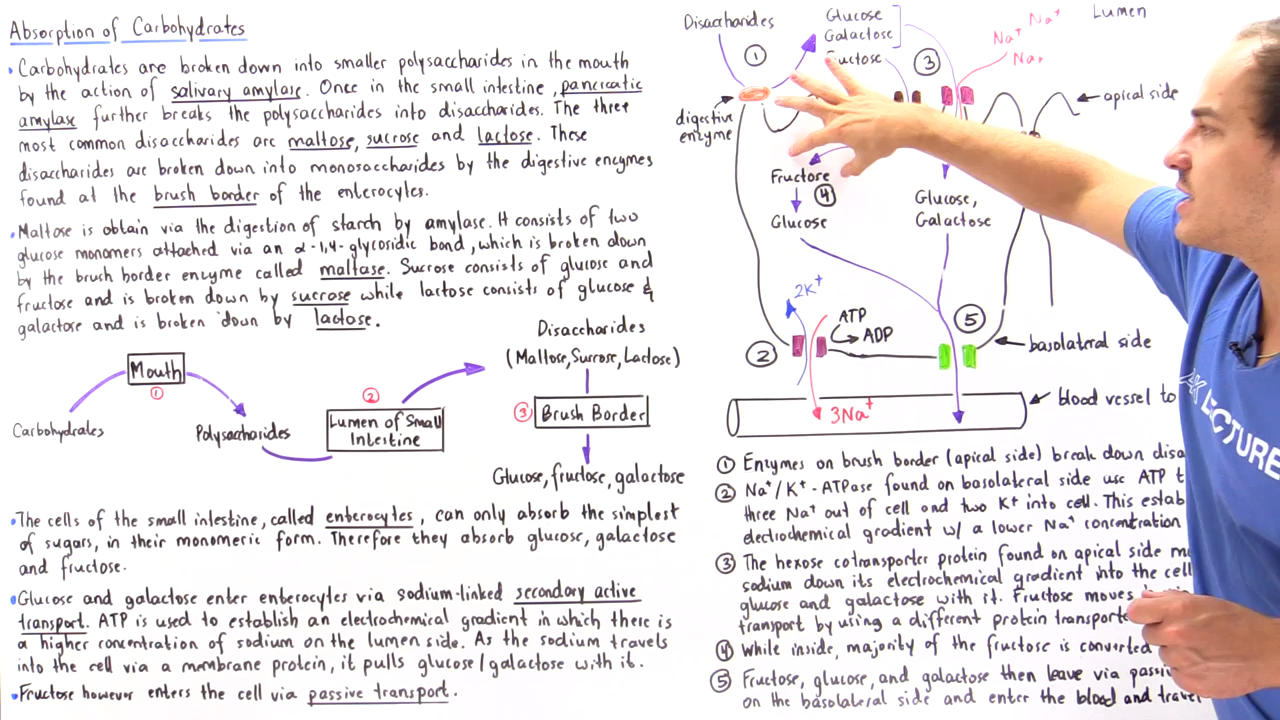 Absorption of Carbohydrates
• Carbohydrates are broken down into smaller polysaccharides in the mouth
by the action of salivary amylase. Once in the small intestine, pancreatic
amylase further breaks the polysaccharides into disaccharides. The three
most common disaccharides are maltose, sucrose and lactose. These
disaccharides are broken down into monosaccharides by the digestive enzymes
found at the brush border of the enterocytes.
• Maltose is obtain via the digestion of starch by amylase. It consists of two
glucose monomers attached via an α-1,4-glycosidic bond, which is broken down
by the brush border enzyme called maltase. Sucrose consists of glucose and
fructose and is broken down by sucrose while lactose consists of glucose &
galactose and is broken down by lactose.
Carbohydrates
Mouth
①
Polysaccharides
②
Lumen of Small
Intestine
Disaccharides
(Maltose, Sucrose, Lactose)
③ Brush Border
Glucose, fructose, galactose
• The cells of the small intestine, called enterocytes, can only absorb the simplest
of sugars, in their monomeric form. Therefore they absorb glucose, galactose
and fructose.
• Glucose and galactose enter enterocytes via sodium-linked secondary active
transport. ATP is used to establish an electrochemical gradient in which there is
a higher concentration of sodium on the lumen side. As the sodium travels
into the cell via a membrane protein, it pulls glucose/galactose with it.
• Fructose however enters the cell via passive transport.
Disaccharides
①
Glucose
Galactose
Fructose
③
Na+ Na+
Na+
Lumen
apical side
digestive
enzyme
Fructore
④
Glucose
Glucose,
Galactose
2K+
ATP
ADP
②
⑤
basolateral side
3Na+
blood vessel to
① Enzymes on brush border (apical side) break down disa
② Na+/K+-ATPase found on basolateral side use ATP t
three Na+ out of cell and two K+ into cell. This estab
electrochemical gradient w/ a lower Na+ concentration
③ The hexose cotransporter protein found on apical side m
sodium down its electrochemical gradient into the cell
glucose and galactose with it. Fructose moves
transport by using a different protein transporte
④ While inside, majority of the fructose is converted
⑤ Fructose, glucose, and galactose then leave via passi
on the basolateral side and enter the blood and travel
AK LECTURE